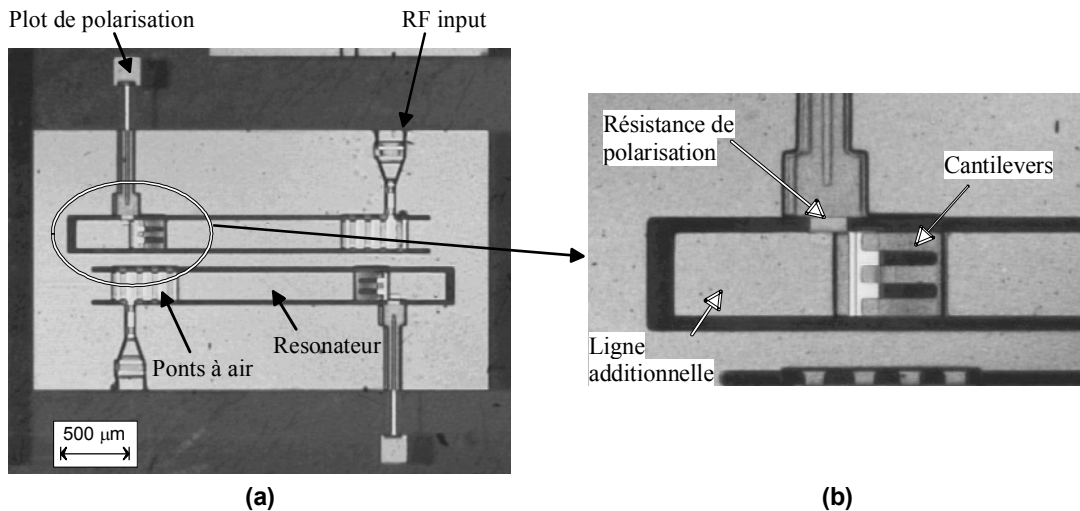 Plot de polarisation
RF input
Résistance de
polarisation
Cantilevers
Resonateur
Ponts à air
Ligne
additionnelle
500 µm
(a)
(b)